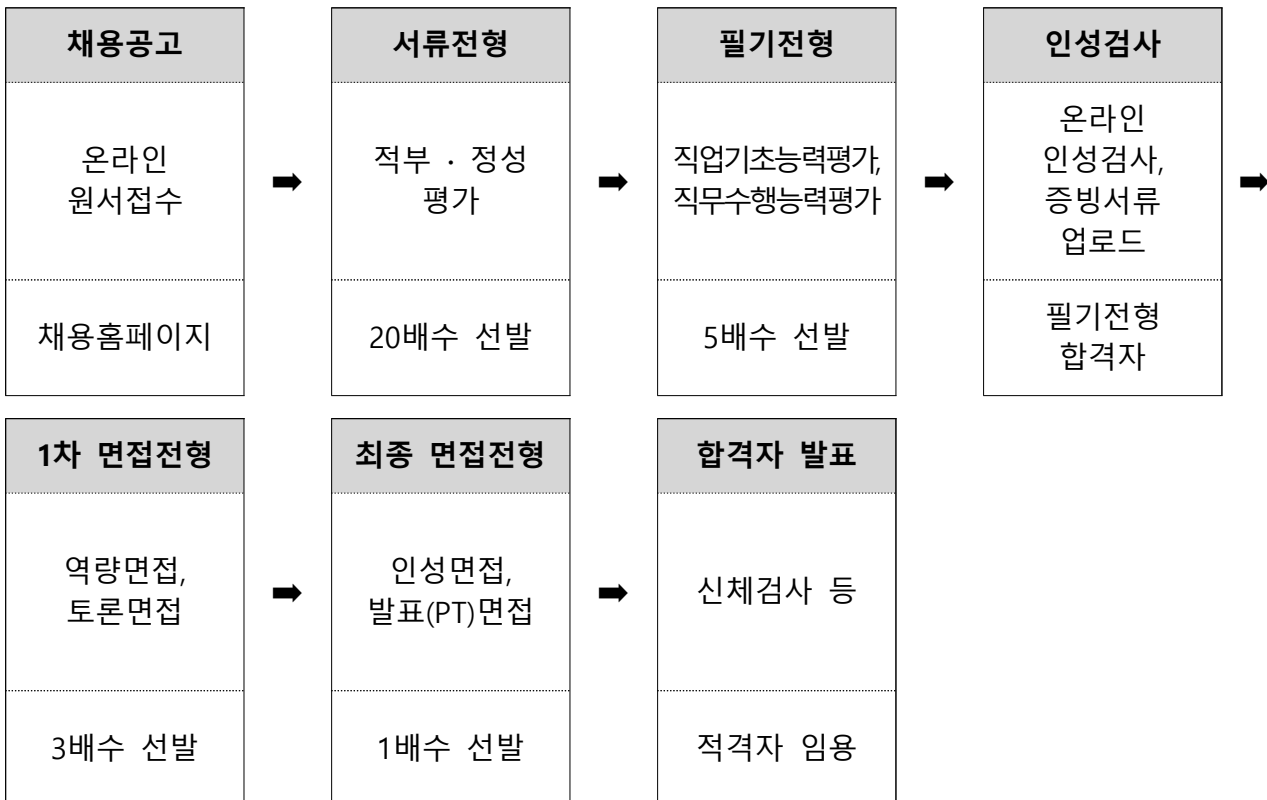 채용공고
온라인
원서접수
채용홈페이지
➡
서류전형
적부 · 정성
평가
20배수 선발
➡
필기전형
직업기초능력평가,
직무수행능력평가
5배수 선발
➡
인성검사
온라인
인성검사,
증빙서류
업로드
필기전형
합격자
➡
1차 면접전형
역량면접,
토론면접
3배수 선발
➡
최종 면접전형
인성면접,
발표(PT)면접
1배수 선발
➡
합격자 발표
신체검사 등
적격자 임용